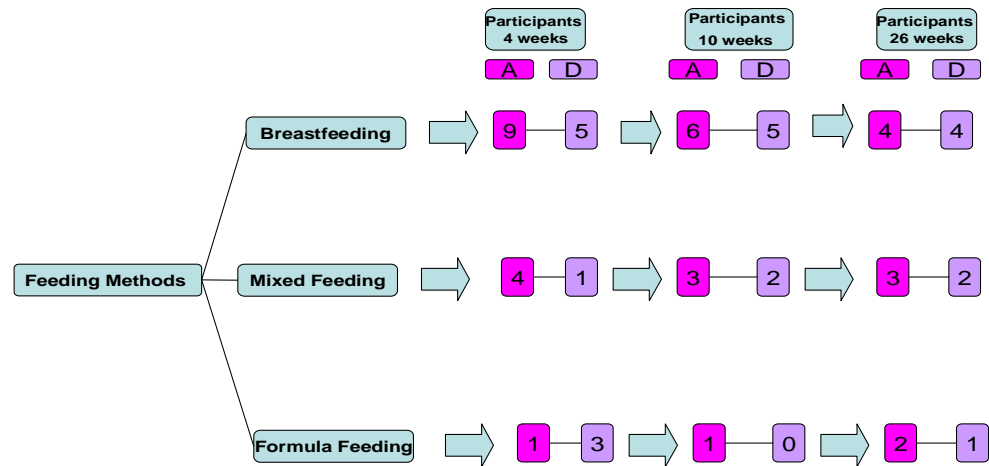 Participants
4 weeks
Participants
10 weeks
Participants
26 weeks
A D A D A D
Breastfeeding 9 5 6 5 4 4
Feeding Methods
Mixed Feeding 4 1 3 2 3 2
Formula Feeding 1 3 1 0 2 1